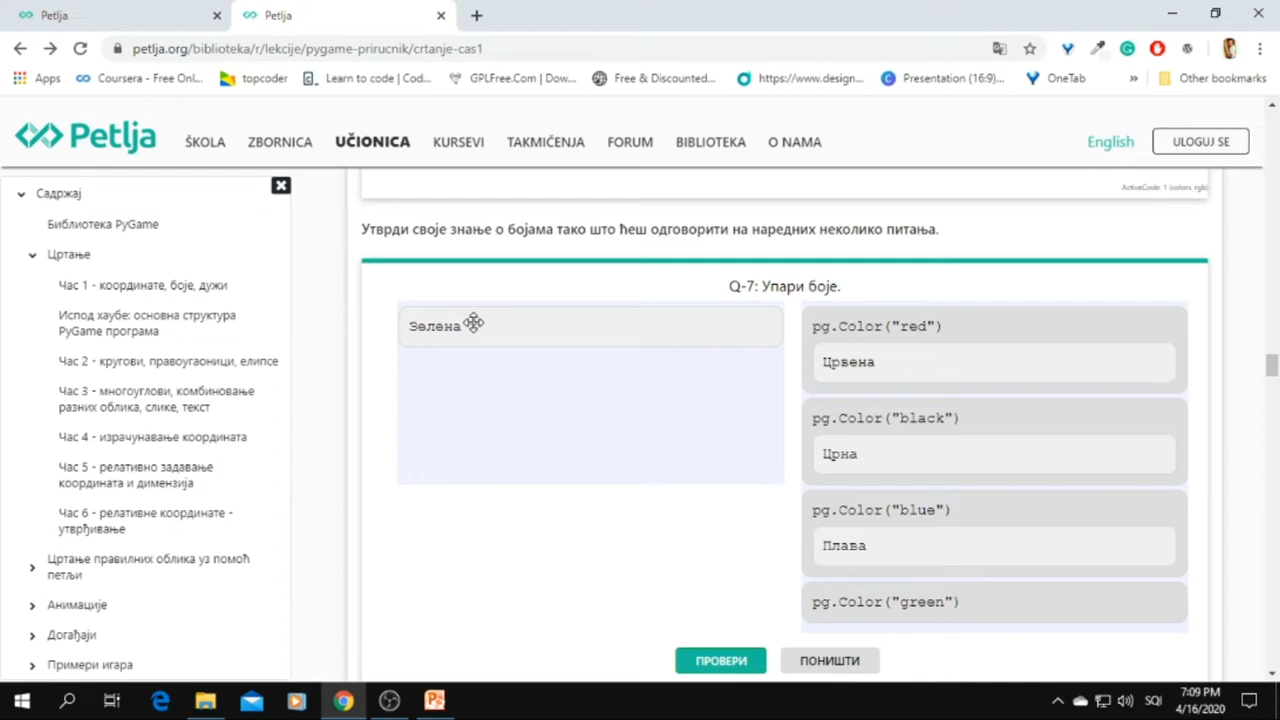 Petlja
Petlja
petlja.org/biblioteka/r/lekcije/pygame-prirucnik/crtanje-cas1
Apps
Coursera - Free Onl...
topcoder
Learn to code | Cod...
GPLFree.Com | Dow...
Free & Discounted...
https://www.design...
Presentation (16:9)...
OneTab
»
Other bookmarks
Petlja
ŠKOLA
ZBORNICA
UČIONICA
KURSEVI
TAKMIČENJA
FORUM
BIBLIOTEKA
O NAMA
English
ULOGUJ SE
Садржај
Библиотека PyGame
Цртање
Час 1 - координате, боје, дужи
Испод хаубе: основна структура
PyGame програма
Час 2 - кругови, правоугаоници, елипсе
Час 3 - многоуглови, комбиновање
разних облика, слике, текст
Час 4 - израчунавање координата
Час 5 - релативно задавање
координата и димензија
Час 6 - релативне координате -
утврђивање
Цртање правилних облика уз помоћ
петљи
Анимације
Догађаји
Примери игара
ActiveCode: 1 (colors_rgb)
Утврди своје знање о бојама тако што ћеш одговорити на наредних неколико питања.
Q-7: Упари боје.
Зелена
pg.Color("red")
Црвена
pg.Color("black")
Црна
pg.Color("blue")
Плава
pg.Color("green")
ПРОВЕРИ
ПОНИШТИ
SQI
7:09 PM
4/16/2020